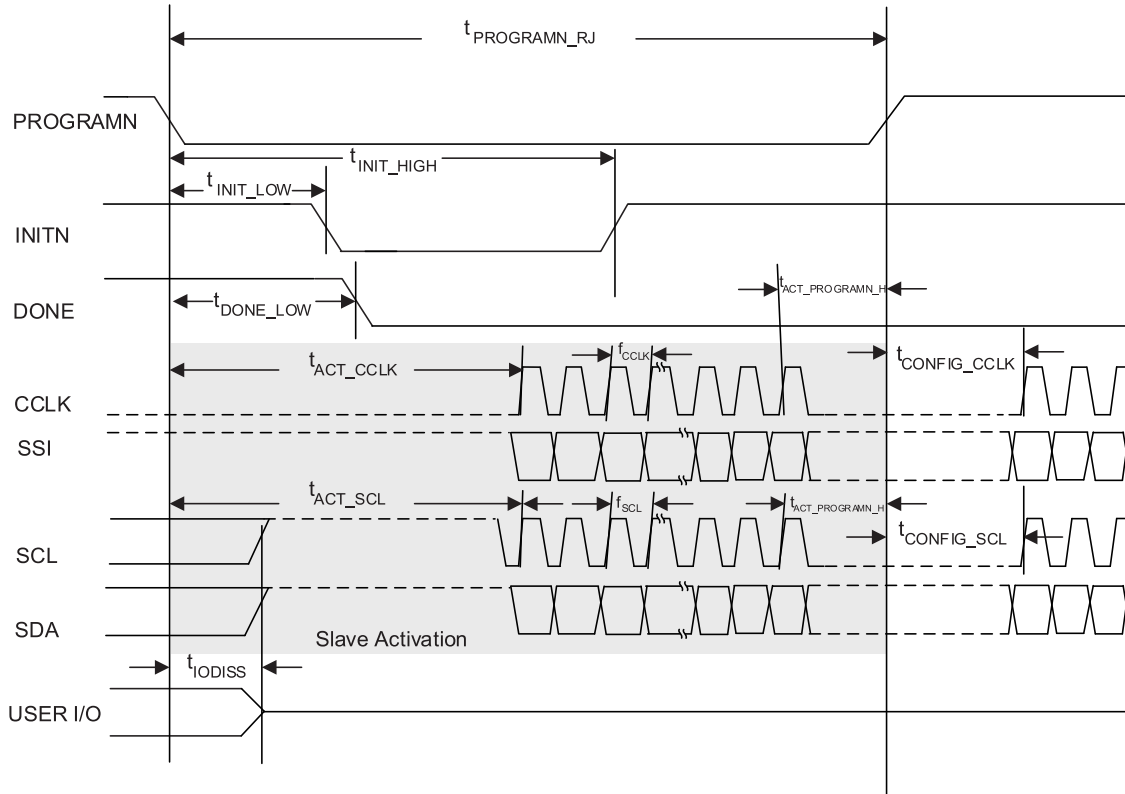 tPROGRAMN_RJ
PROGRAMN
tINIT_HIGH
tINIT_LOW
INITN
tACT_PROGRAMN_H
tDONE_LOW
DONE
fCCLK
tACT_CCLK
tCONFIG_CCLK
CCLK
SSI
tACT_SCL
fSCL
tACT_PROGRAMN_H
tCONFIG_SCL
SCL
SDA
Slave Activation
tIODISS
USER I/O